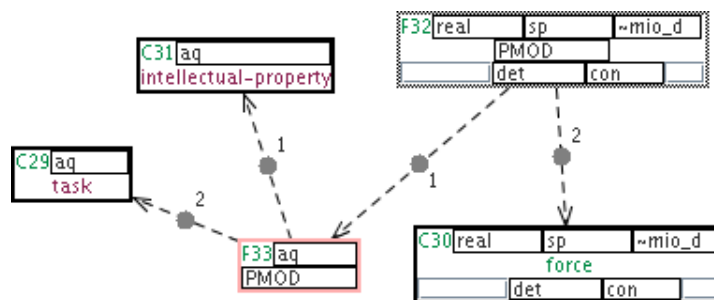 F32 real sp ~mio_d
PMOD
det con
C31 aq
intellectual-property
1
2
1
C29 aq
task
2
F33 aq
PMOD
C30 real sp ~mio_d
force
det con